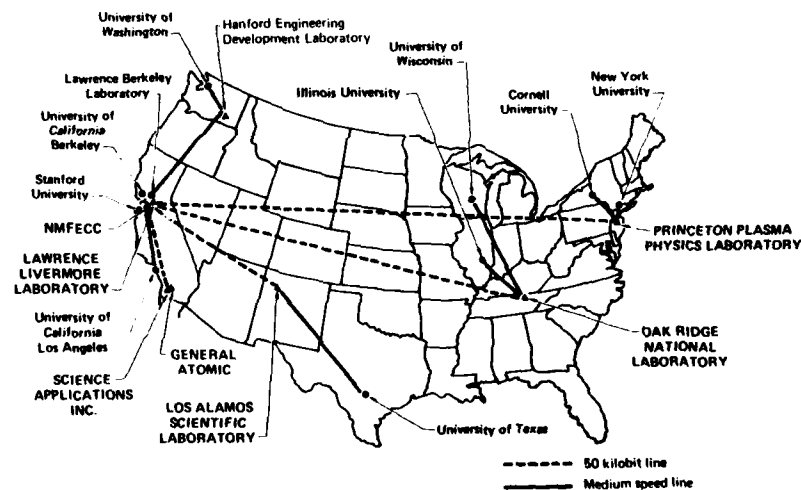 University of
Washington
Hanford Engineering
Development Laboratory
University of
Wisconsin
New York
University
Lawrence Berkeley
Laboratory
Illinois University
Cornell
University
University of
California
Berkeley
Stanford
University
NMFECC
PRINCETON PLASMA
PHYSICS LABORATORY
LAWRENCE
LIVERMORE
LABORATORY
University of
California
Los Angeles
OAK RIDGE
NATIONAL
LABORATORY
GENERAL
ATOMIC
SCIENCE
APPLICATIONS
INC.
LOS ALAMOS
SCIENTIFIC
LABORATORY
University of Texas
50 kilobit line
Medium speed line